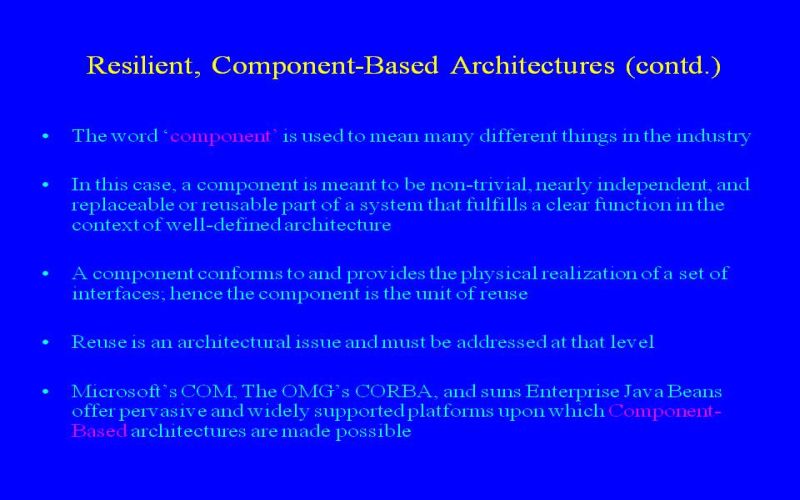 Resilient, Component-Based Architectures (contd.)
• The word ‘component` is used to mean many different things in the industry
• In this case, a component is meant to be non-trivial, nearly independent, and
replaceable or reusable part of a system that fulfills a clear function in the
context of well-defined architecture
• A component conforms to and provides the physical realization of a set of
interfaces; hence the component is the unit of reuse
• Reuse is an architectural issue and must be addressed at that level
• Microsoft`s COM, The OMG`s CORBA, and suns Enterprise Java Beans
offer pervasive and widely supported platforms upon which Component-
Based architectures are made possible